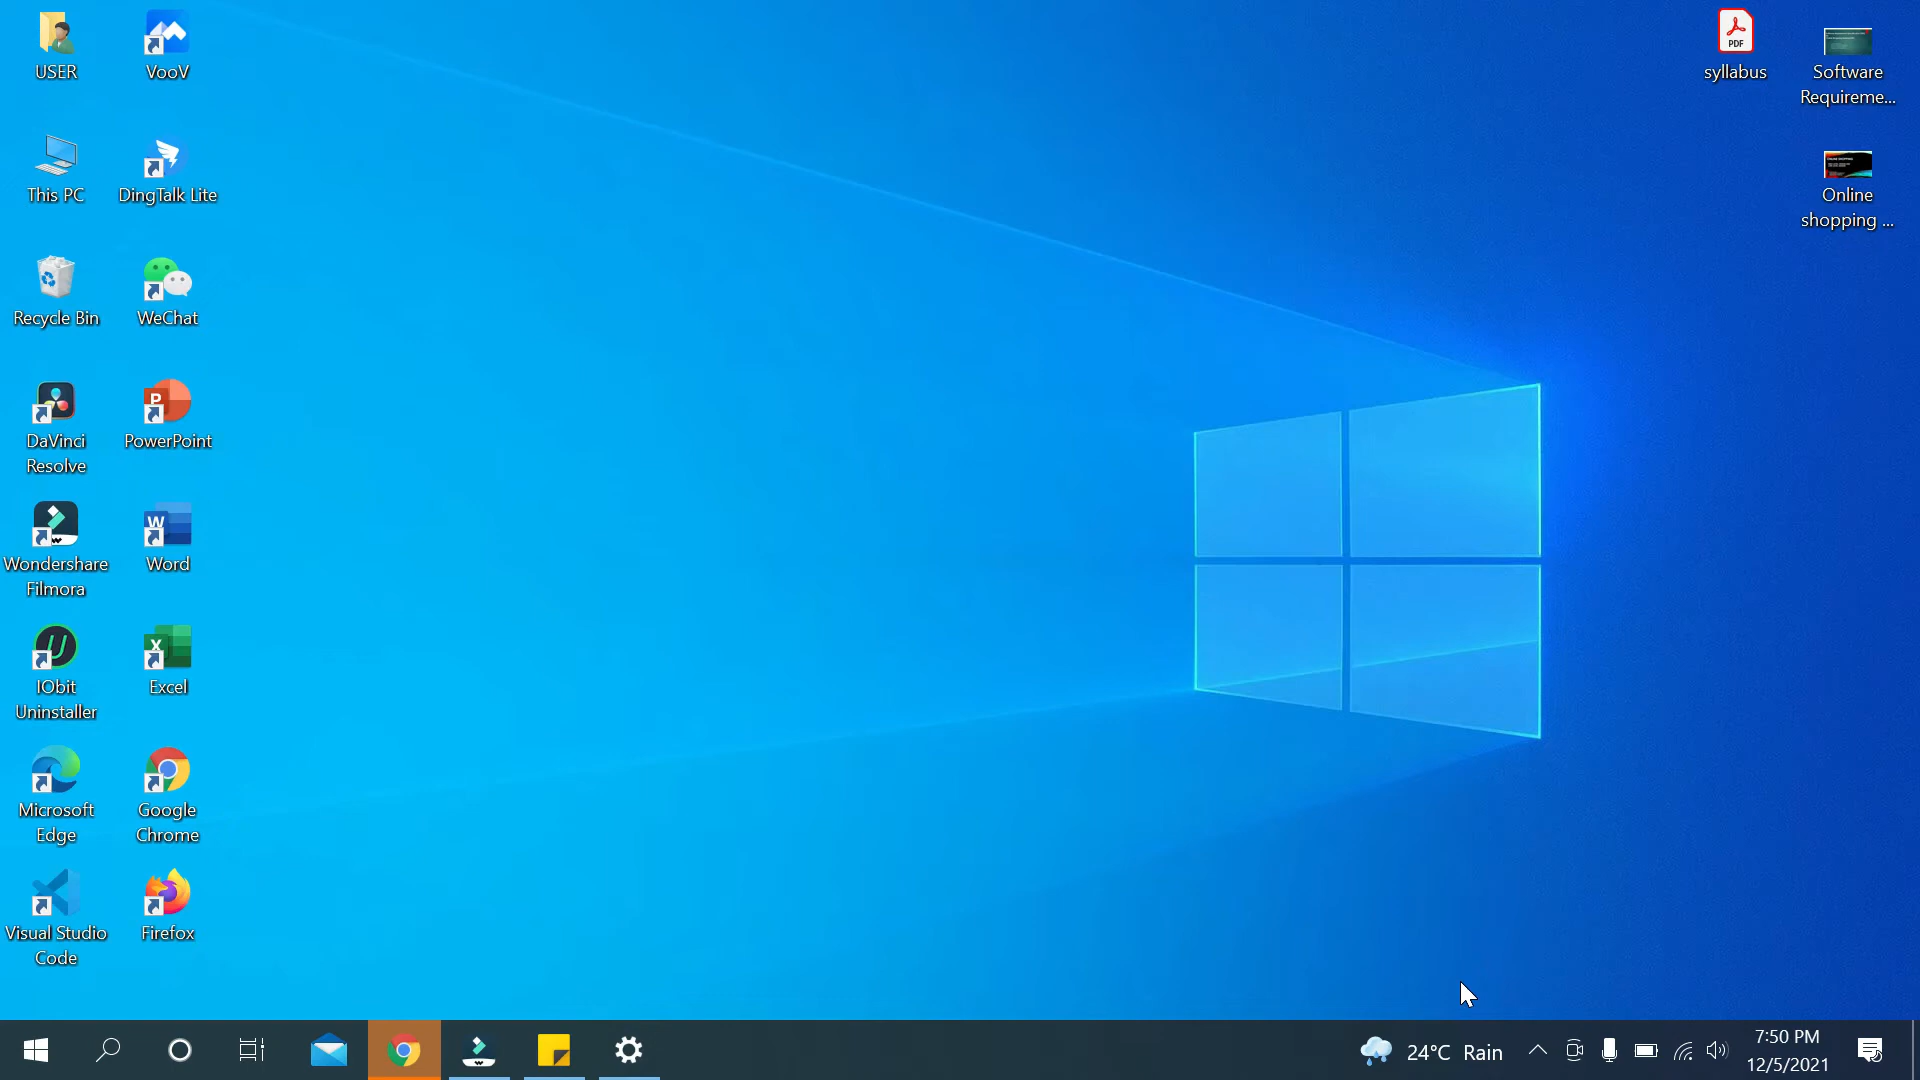 USER
VooV
This PC
DingTalk Lite
Recycle Bin
WeChat
DaVinci
Resolve
PowerPoint
Wondershare
Filmora
Word
IObit
Uninstaller
Excel
Microsoft
Edge
Google
Chrome
Visual Studio
Code
Firefox
PDF
syllabus
Software
Requireme...
Online
shopping ...
24°C Rain
7:50 PM
12/5/2021